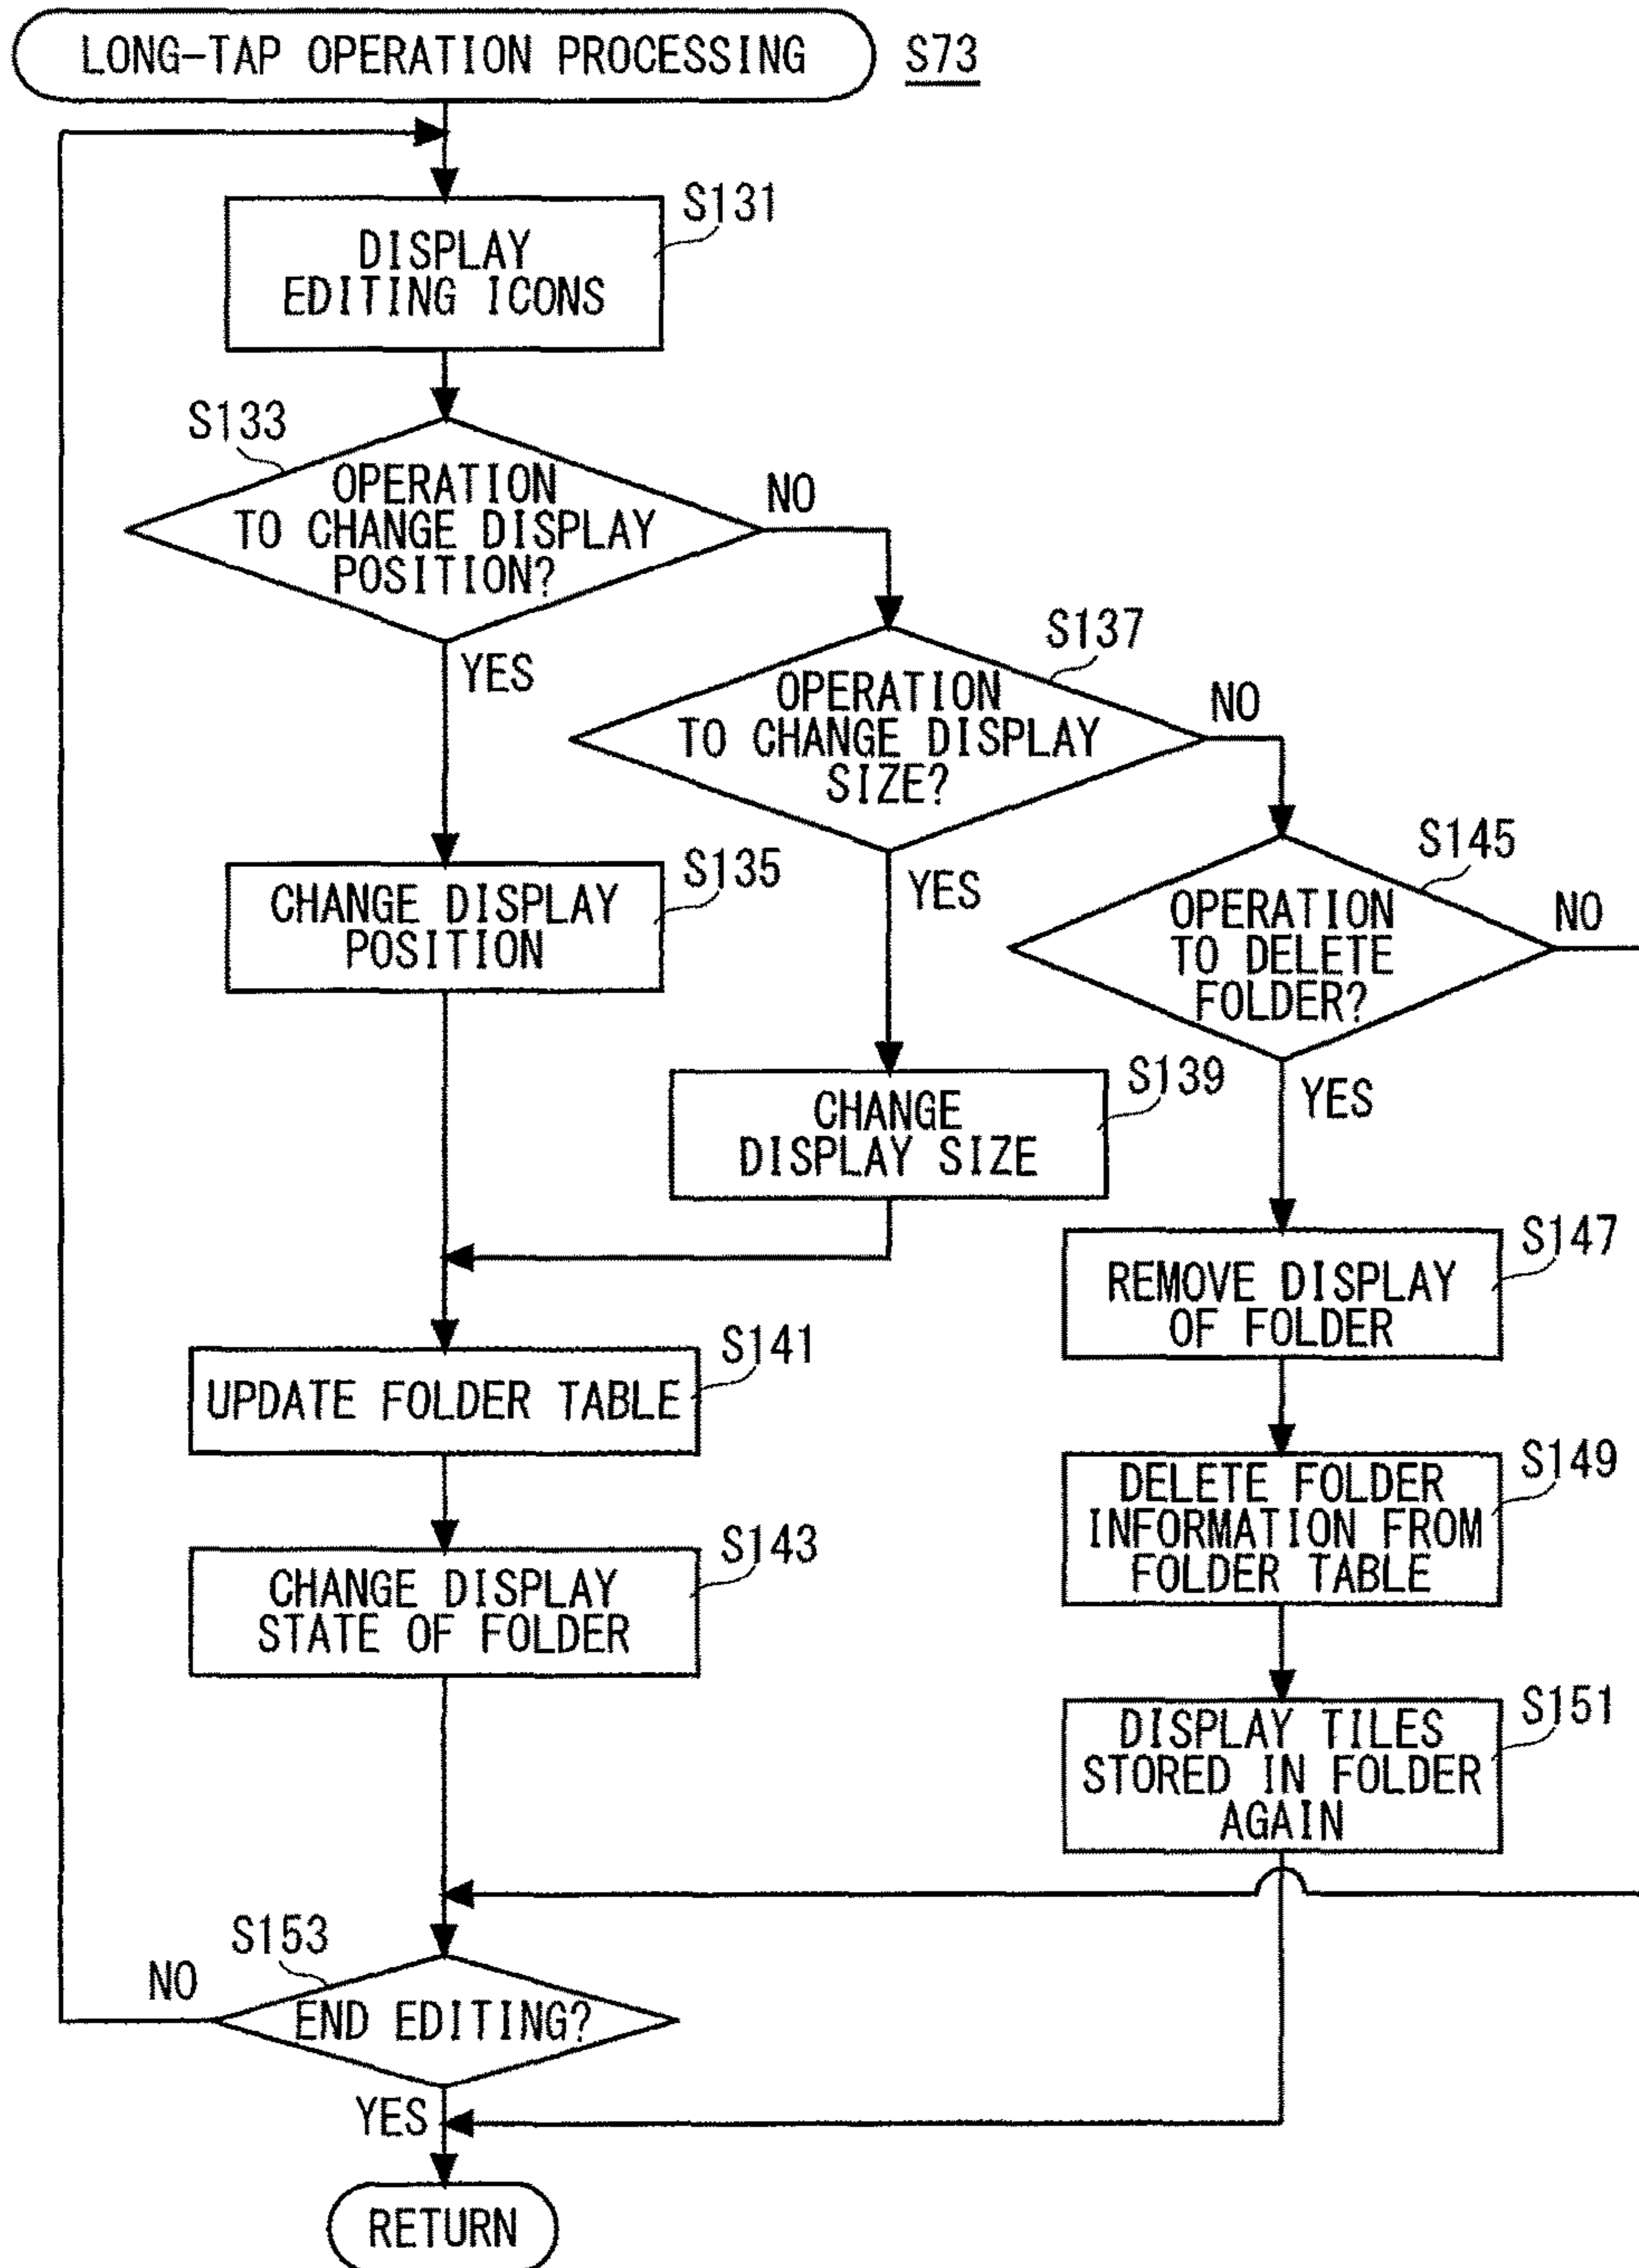 LONG-TAP OPERATION PROCESSING
S73
S131
DISPLAY
EDITING ICONS
S133
OPERATION
TO CHANGE DISPLAY
POSITION?
NO
YES
S137
OPERATION
TO CHANGE DISPLAY
SIZE?
NO
YES
S135
CHANGE DISPLAY
POSITION
S145
OPERATION
TO DELETE
FOLDER?
NO
YES
S139
CHANGE
DISPLAY SIZE
S147
REMOVE DISPLAY
OF FOLDER
S141
UPDATE FOLDER TABLE
S149
DELETE FOLDER
INFORMATION FROM
FOLDER TABLE
S143
CHANGE DISPLAY
STATE OF FOLDER
S151
DISPLAY TILES
STORED IN FOLDER
AGAIN
S153
NO
END EDITING?
YES
RETURN